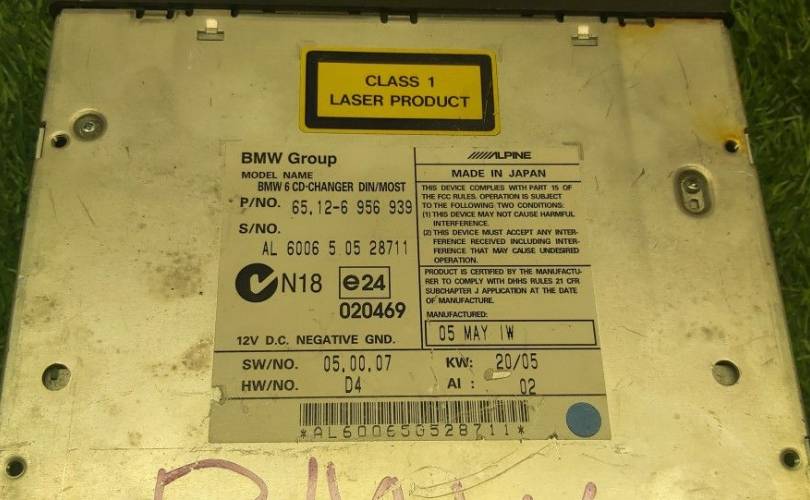 CLASS 1
LASER PRODUCT
BMW Group
MODEL NAME
BMW 6 CD-CHANGER DIN/MOST
P/NO. 65.12-6 956 939
S/NO.
AL 6006 5 05 28711
N18 e24
020469
12V D.C. NEGATIVE GND.
ALPINE
MADE IN JAPAN
THIS DEVICE COMPLIES WITH PART 15 OF
THE FCC RULES. OPERATION IS SUBJECT
TO THE FOLLOWING TWO CONDITIONS:
(1) THIS DEVICE MAY NOT CAUSE HARMFUL
INTERFERENCE.
(2) THIS DEVICE MUST ACCEPT ANY INTER-
FERENCE RECEIVED INCLUDING INTER-
FERENCE THAT MAY CAUSE UNDESIRED
OPERATION.
PRODUCT IS CERTIFIED BY THE MANUFACTU-
RER TO COMPLY WITH DHHS RULES 21 CFR
SUBCHAPTER J APPLICATION AT THE DATE
OF MANUFACTURE.
MANUFACTURED:
05 MAY IW
SW/NO. 05.00.07 KW: 20/05
HW/NO. D4 AI : 02
*AL600650528711*